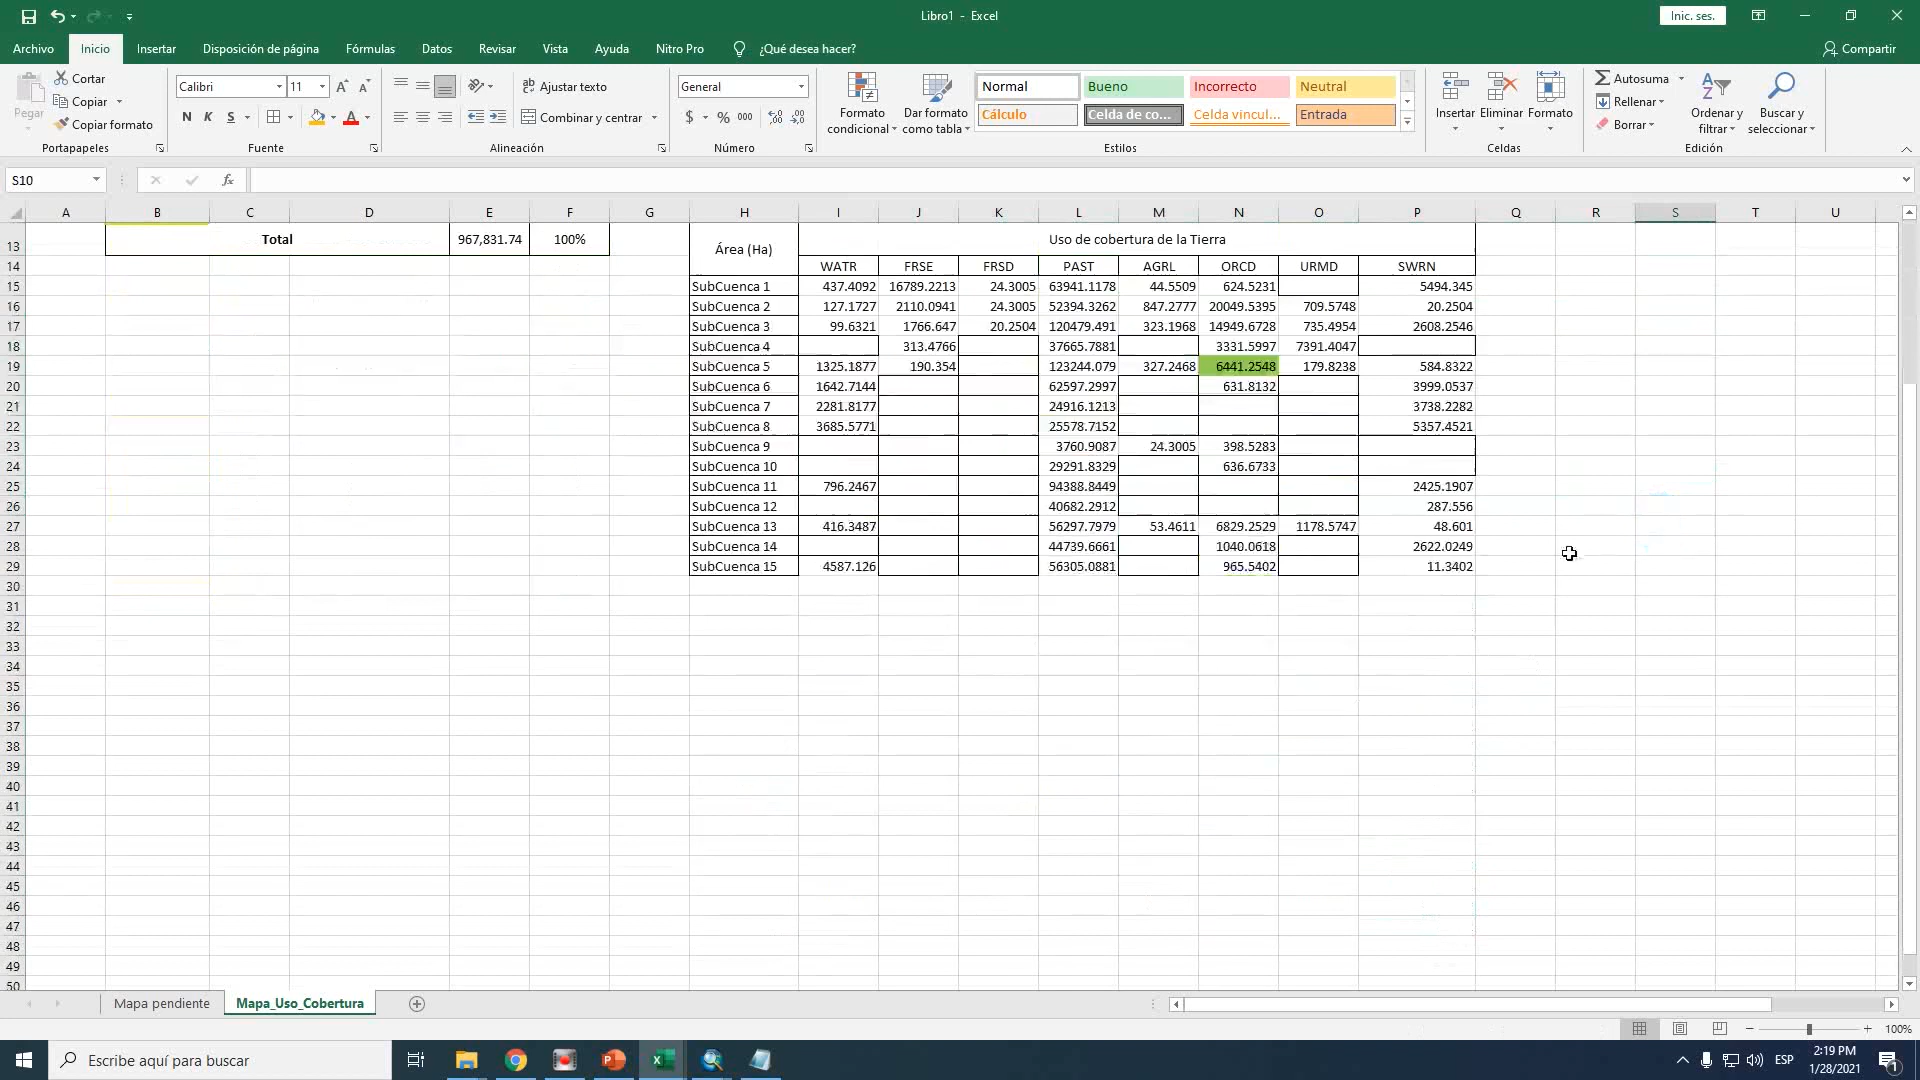 Libro1 - Excel
Inic. ses.
Archivo Inicio Insertar Disposición de página Fórmulas Datos Revisar Vista Ayuda Nitro Pro ¿Qué desea hacer? Compartir
Pegar
Cortar
Copiar
Copiar formato
Portapapeles
Calibri 11
N K S
Fuente
Ajustar texto
Combinar y centrar
Alineación
General
$ % 000
Número
Formato condicional
Dar formato como tabla
Normal Bueno Incorrecto Neutral
Cálculo Celda de co... Celda vincul... Entrada
Estilos
Insertar Eliminar Formato
Celdas
Autosuma
Rellenar
Borrar
Ordenar y filtrar
Buscar y seleccionar
Edición
S10 fx
A B C D E F G H I J K L M N O P Q R S T U
13 Total 967,831.74 100% Área (Ha) Uso de cobertura de la Tierra
14 WATR FRSE FRSD PAST AGRL ORCD URMD SWRN
15 SubCuenca 1 437.4092 16789.2213 24.3005 63941.1178 44.5509 624.5231 5494.345
16 SubCuenca 2 127.1727 2110.0941 24.3005 52394.3262 847.2777 20049.5395 709.5748 20.2504
17 SubCuenca 3 99.6321 1766.647 20.2504 120479.491 323.1968 14949.6728 735.4954 2608.2546
18 SubCuenca 4 313.4766 37665.7881 3331.5997 7391.4047
19 SubCuenca 5 1325.1877 190.354 123244.079 327.2468 6441.2548 179.8238 584.8322
20 SubCuenca 6 1642.7144 62597.2997 631.8132 3999.0537
21 SubCuenca 7 2281.8177 24916.1213 3738.2282
22 SubCuenca 8 3685.5771 25578.7152 5357.4521
23 SubCuenca 9 3760.9087 24.3005 398.5283
24 SubCuenca 10 29291.8329 636.6733
25 SubCuenca 11 796.2467 94388.8449 2425.1907
26 SubCuenca 12 40682.2912 287.556
27 SubCuenca 13 416.3487 56297.7979 53.4611 6829.2529 1178.5747 48.601
28 SubCuenca 14 44739.6661 1040.0618 2622.0249
29 SubCuenca 15 4587.126 56305.0881 965.5402 11.3402
30
31
32
33
34
35
36
37
38
39
40
41
42
43
44
45
46
47
48
49
50
Mapa pendiente Mapa_Uso_Cobertura
100%
Escribe aquí para buscar
ESP
2:19 PM
1/28/2021
1